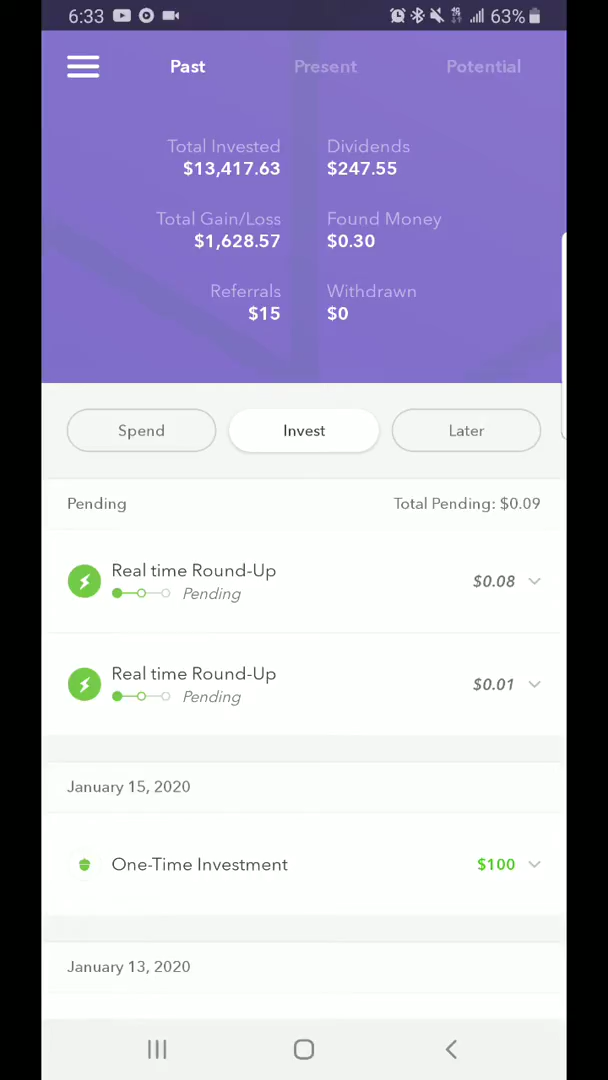 6:33 63%
Past Present Potential
Total Invested Dividends
$13,417.63 $247.55
Total Gain/Loss Found Money
$1,628.57 $0.30
Referrals Withdrawn
$15 $0
Spend Invest Later
Pending Total Pending: $0.09
Real time Round-Up
$0.08
Pending
Real time Round-Up
$0.01
Pending
January 15, 2020
One-Time Investment $100
January 13, 2020